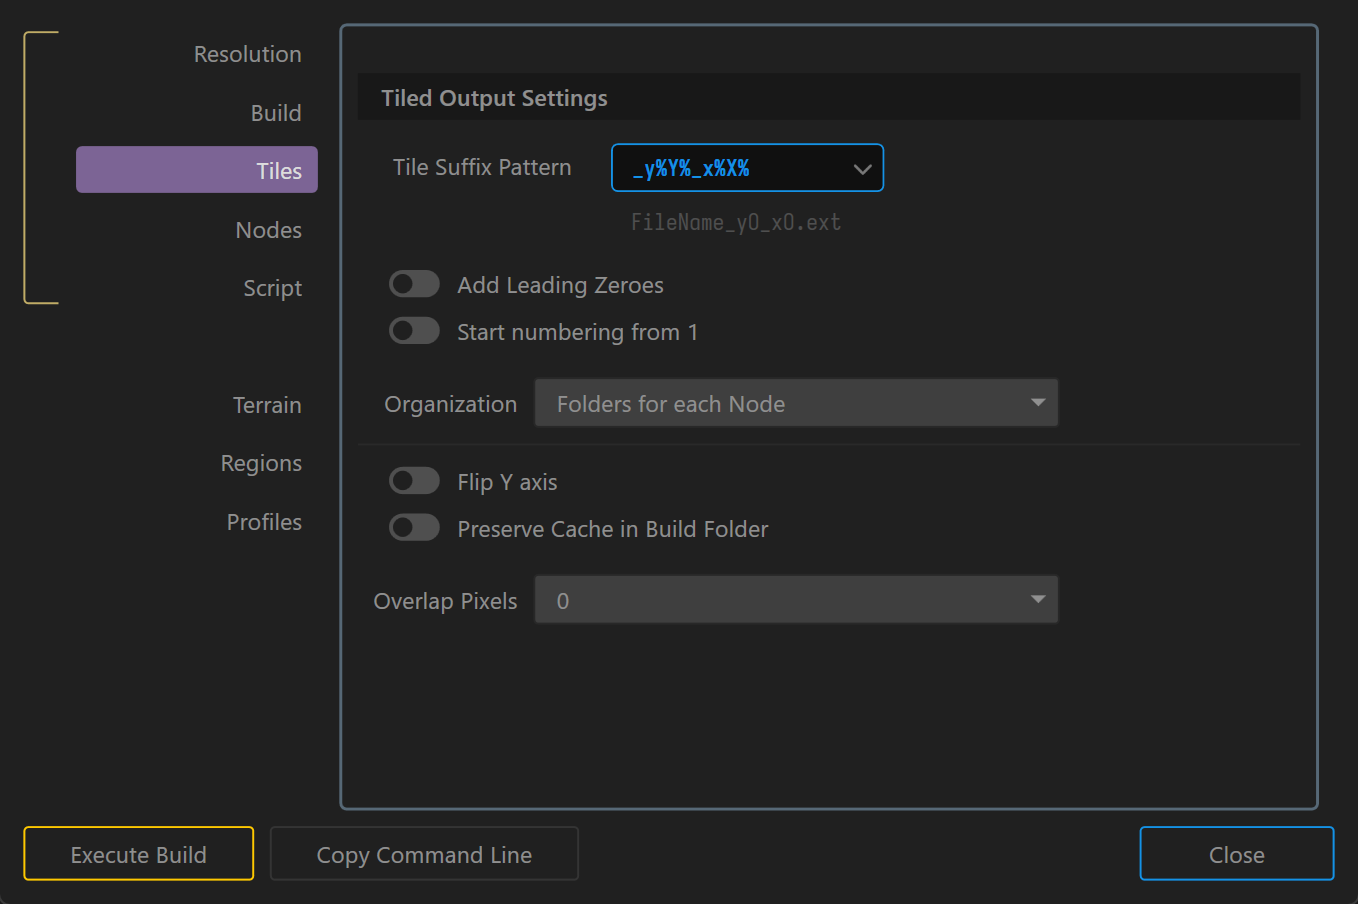 Resolution
Build
Tiles
Nodes
Script
Terrain
Regions
Profiles
Tiled Output Settings
Tile Suffix Pattern
_y%Y%_x%X%
FileName_y0_x0.ext
Add Leading Zeroes
Start numbering from 1
Organization
Folders for each Node
Flip Y axis
Preserve Cache in Build Folder
Overlap Pixels
0
Execute Build
Copy Command Line
Close